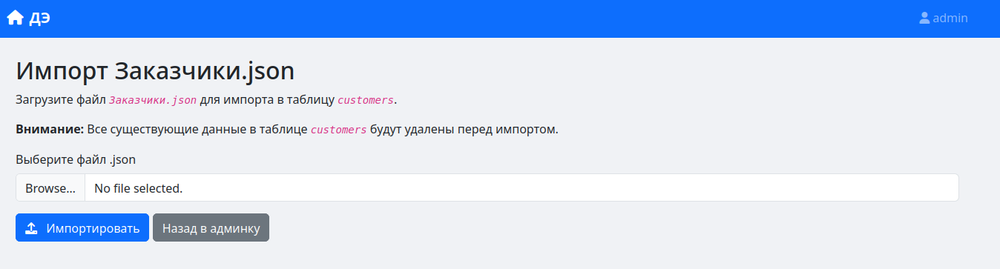 ДЭ
admin
Импорт Заказчики.json
Загрузите файл Заказчики.json для импорта в таблицу customers.
Внимание: Все существующие данные в таблице customers будут удалены перед импортом.
Выберите файл .json
Browse... No file selected.
Импортировать Назад в админку